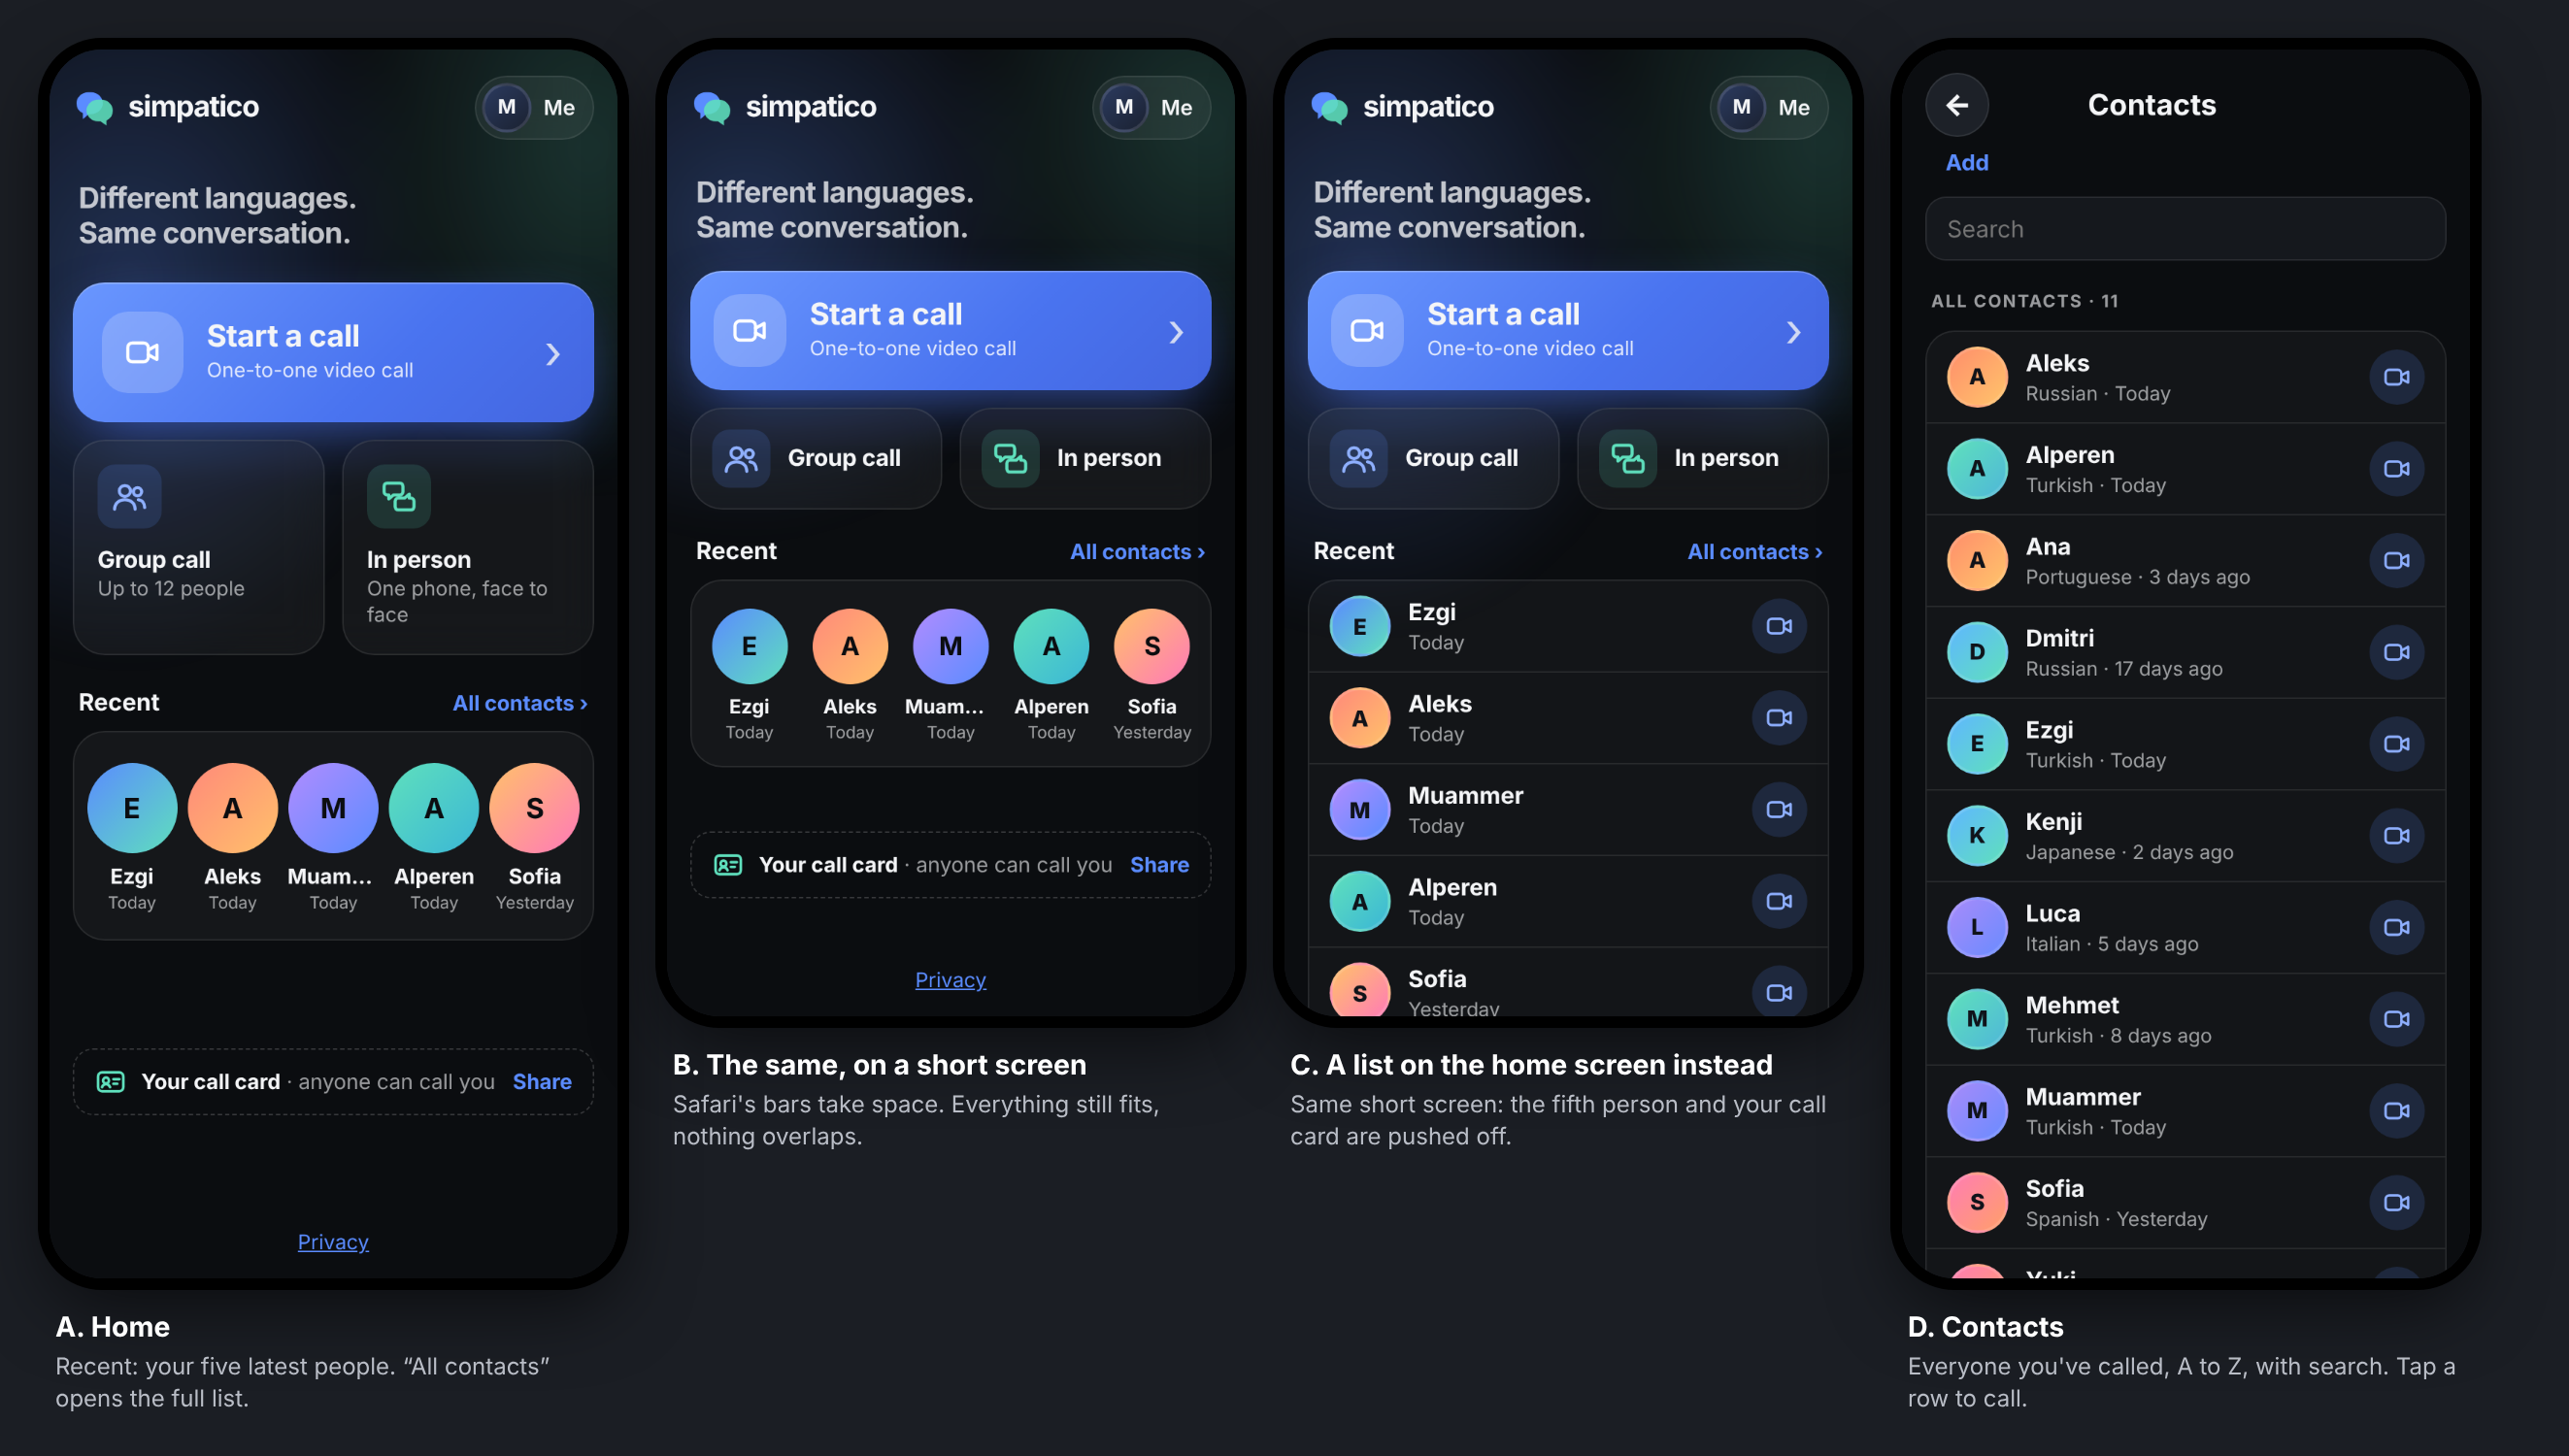 simpatico
M Me
Different languages.
Same conversation.
Start a call
One-to-one video call
Group call
Up to 12 people
In person
One phone, face to
face
Recent
All contacts ›
E A M A S
Ezgi Aleks Muam... Alperen Sofia
Today Today Today Today Yesterday
Your call card · anyone can call you Share
Privacy
A. Home
Recent: your five latest people. “All contacts”
opens the full list.
simpatico
M Me
Different languages.
Same conversation.
Start a call
One-to-one video call
Group call
In person
Recent
All contacts ›
E A M A S
Ezgi Aleks Muam... Alperen Sofia
Today Today Today Today Yesterday
Your call card · anyone can call you Share
Privacy
B. The same, on a short screen
Safari's bars take space. Everything still fits,
nothing overlaps.
simpatico
M Me
Different languages.
Same conversation.
Start a call
One-to-one video call
Group call
In person
Recent
All contacts ›
E
Ezgi
Today
A
Aleks
Today
M
Muammer
Today
A
Alperen
Today
S
Sofia
Yesterday
C. A list on the home screen instead
Same short screen: the fifth person and your call
card are pushed off.
Contacts
Add
Search
ALL CONTACTS · 11
A
Aleks
Russian · Today
A
Alperen
Turkish · Today
A
Ana
Portuguese · 3 days ago
D
Dmitri
Russian · 17 days ago
E
Ezgi
Turkish · Today
K
Kenji
Japanese · 2 days ago
L
Luca
Italian · 5 days ago
M
Mehmet
Turkish · 8 days ago
M
Muammer
Turkish · Today
S
Sofia
Spanish · Yesterday
Yuki
D. Contacts
Everyone you've called, A to Z, with search. Tap a
row to call.